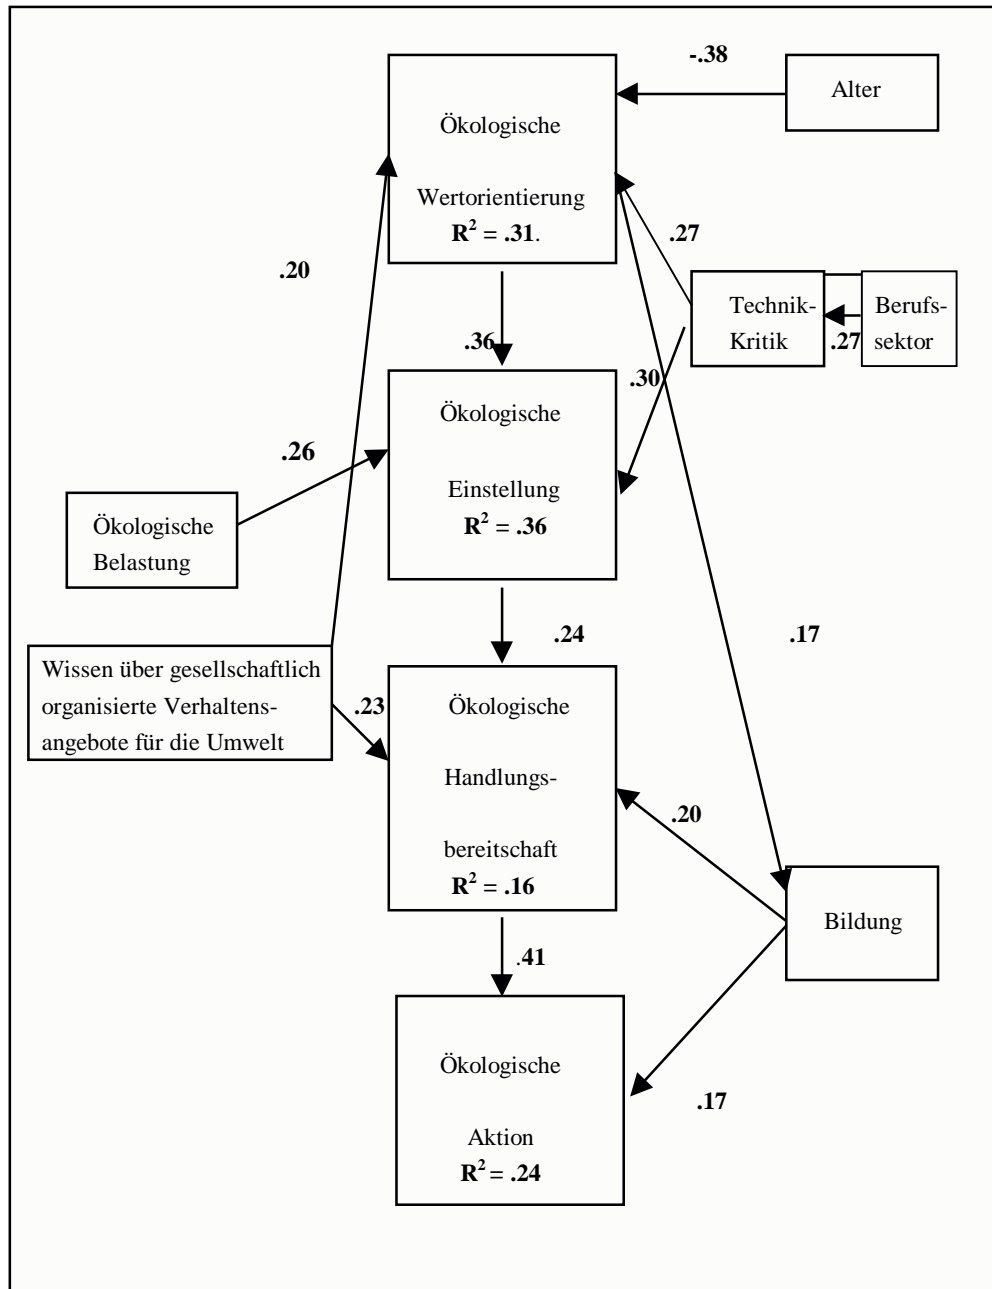 -.38
Alter
Ökologische
Wertorientierung
R² = .31.
.27
.20
Technik-
Kritik
.27
Berufs-
sektor
.36
.30
Ökologische
Einstellung
R² = .36
.26
Ökologische
Belastung
.24
.17
Wissen über gesellschaftlich
organisierte Verhaltens-
angebote für die Umwelt
.23
Ökologische
Handlungs-
bereitschaft
R² = .16
.20
Bildung
.41
Ökologische
Aktion
R² = .24
.17